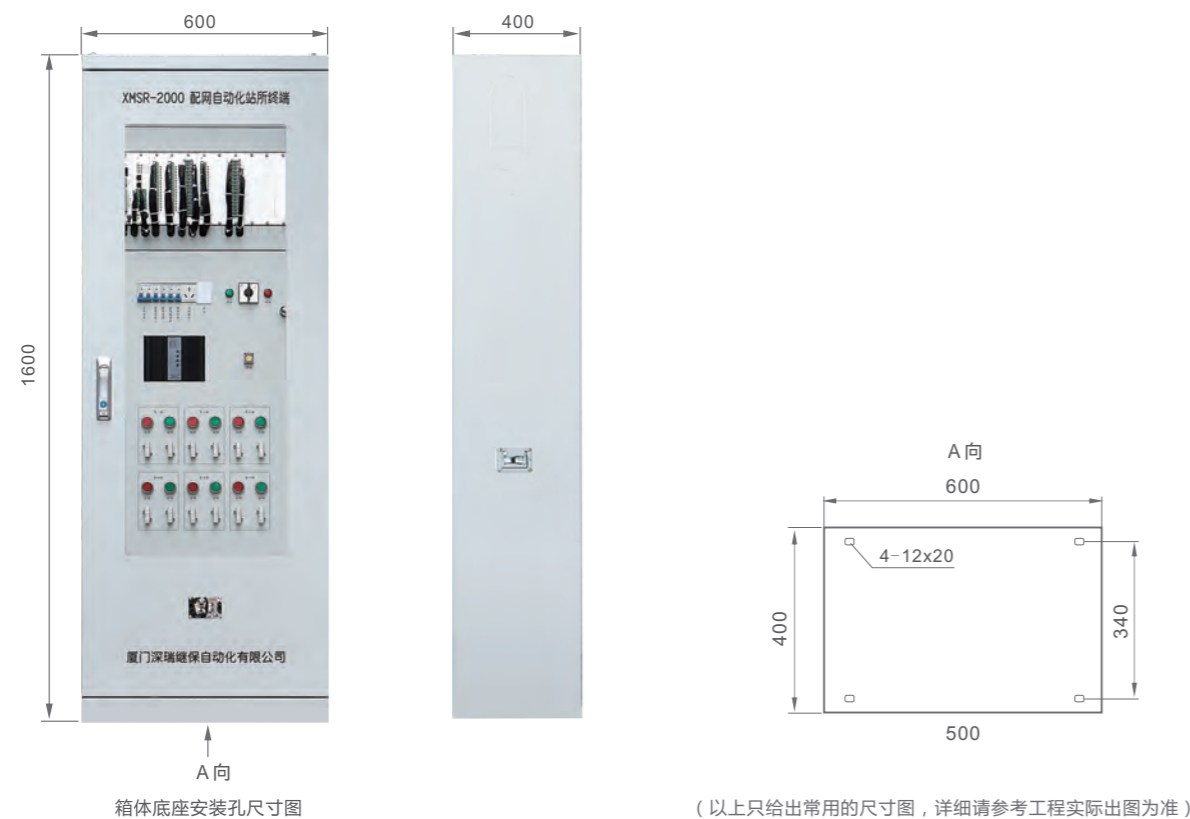 600
400
XMSR-2000 配网自动化站所终端
1600
厦门深瑞继保自动化有限公司
A向
箱体底座安装孔尺寸图
A向
600
4-12x20
400
340
500
(以上只给出常用的尺寸图,详细请参考工程实际出图为准)